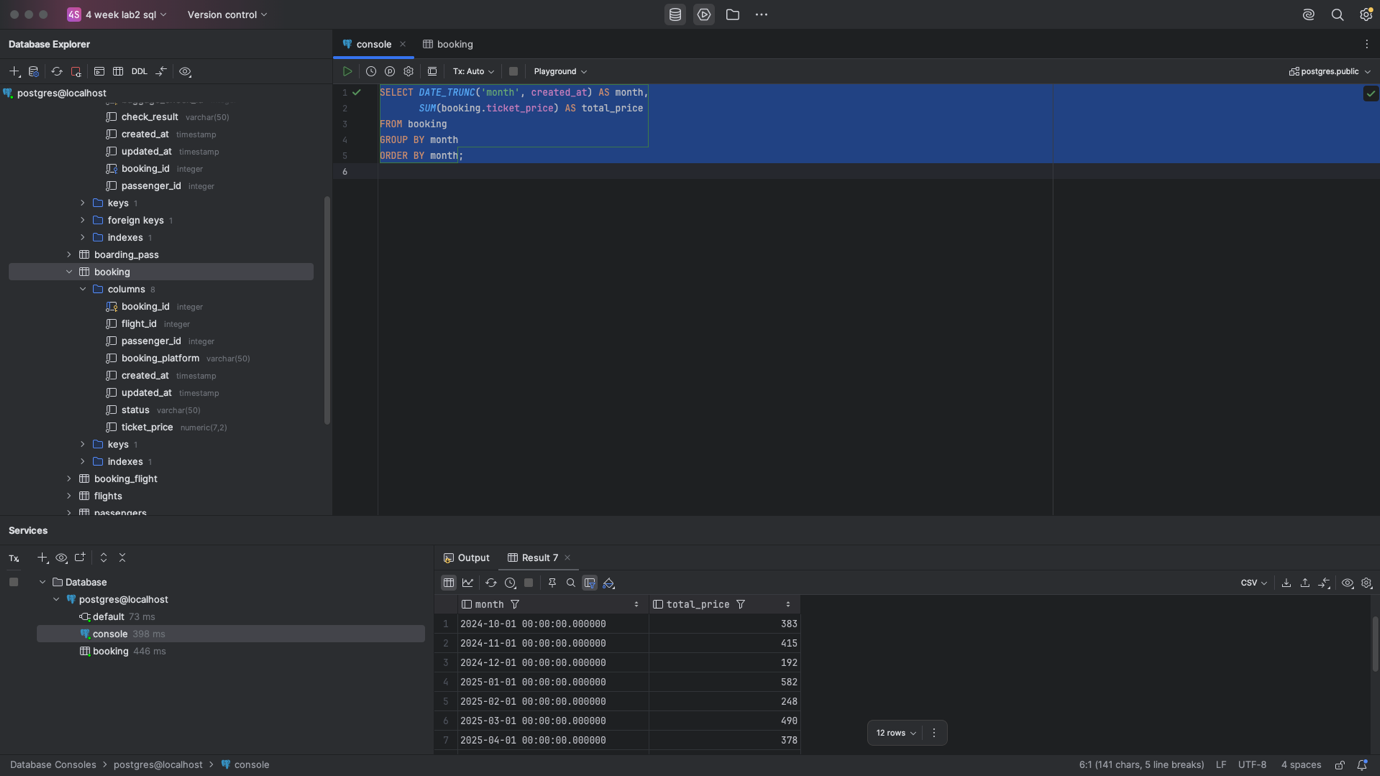 4S 4 week lab2 sql Version control
Database Explorer
console booking
DDL
Tx: Auto Playground postgres.public
postgres@localhost
check_result varchar(50)
created_at timestamp
updated_at timestamp
booking_id integer
passenger_id integer
keys 1
foreign keys 1
indexes 1
boarding_pass
booking
columns 8
booking_id integer
flight_id integer
passenger_id integer
booking_platform varchar(50)
created_at timestamp
updated_at timestamp
status varchar(50)
ticket_price numeric(7,2)
keys 1
indexes 1
booking_flight
flights
passengers
1 SELECT DATE_TRUNC('month', created_at) AS month,
2 SUM(booking.ticket_price) AS total_price
3 FROM booking
4 GROUP BY month
5 ORDER BY month;
6
Services
Tx
Database
postgres@localhost
default 73 ms
console 398 ms
booking 446 ms
Output Result 7
CSV
month total_price
1 2024-10-01 00:00:00.000000 383
2 2024-11-01 00:00:00.000000 415
3 2024-12-01 00:00:00.000000 192
4 2025-01-01 00:00:00.000000 582
5 2025-02-01 00:00:00.000000 248
6 2025-03-01 00:00:00.000000 490
7 2025-04-01 00:00:00.000000 378
12 rows
Database Consoles postgres@localhost console
6:1 (141 chars, 5 line breaks) LF UTF-8 4 spaces